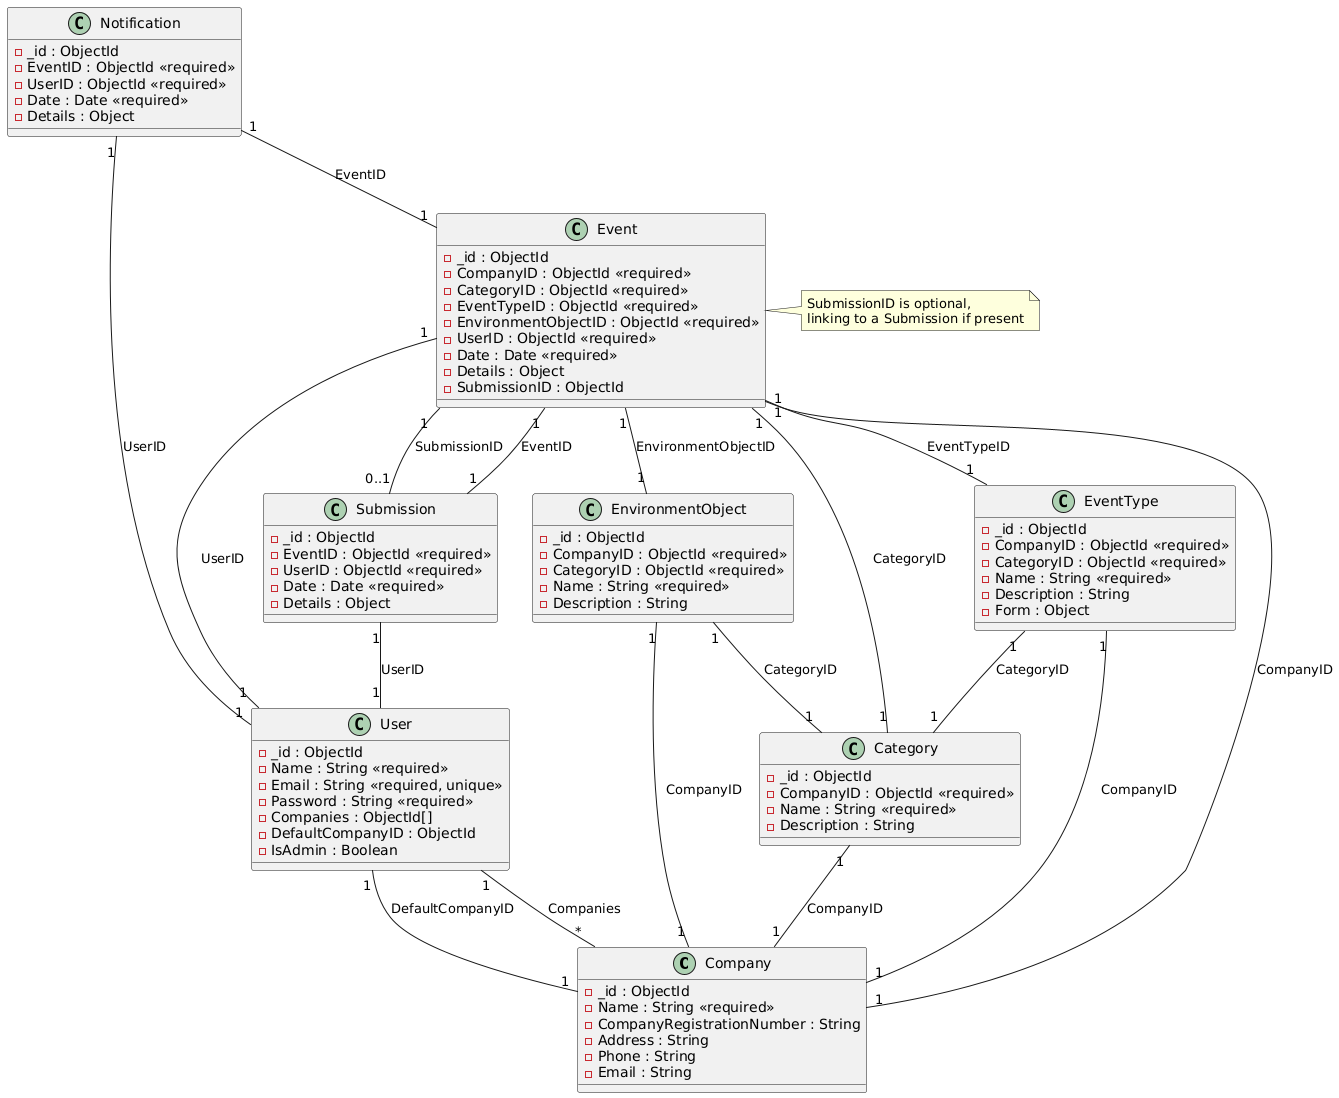 Notification
_id : ObjectId
EventID : ObjectId «required»
UserID : ObjectId «required»
Date : Date «required»
Details : Object
1
1
EventID
1
UserID
Event
_id : ObjectId
CompanyID : ObjectId «required»
CategoryID : ObjectId «required»
EventTypeID : ObjectId «required»
EnvironmentObjectID : ObjectId «required»
UserID : ObjectId «required»
Date : Date «required»
Details : Object
SubmissionID : ObjectId
SubmissionID is optional,
linking to a Submission if present
1
1
1
1
1
1
1
SubmissionID
EventID
EnvironmentObjectID
EventTypeID
0..1
1
1
1
UserID
CategoryID
CompanyID
Submission
_id : ObjectId
EventID : ObjectId «required»
UserID : ObjectId «required»
Date : Date «required»
Details : Object
EnvironmentObject
_id : ObjectId
CompanyID : ObjectId «required»
CategoryID : ObjectId «required»
Name : String «required»
Description : String
EventType
_id : ObjectId
CompanyID : ObjectId «required»
CategoryID : ObjectId «required»
Name : String «required»
Description : String
Form : Object
1
1
1
1
1
UserID
CategoryID
CategoryID
1
1
1
1
1
1
User
_id : ObjectId
Name : String «required»
Email : String «required, unique»
Password : String «required»
Companies : ObjectId[]
DefaultCompanyID : ObjectId
IsAdmin : Boolean
Category
_id : ObjectId
CompanyID : ObjectId «required»
Name : String «required»
Description : String
CompanyID
CompanyID
1
1
1
DefaultCompanyID
Companies
CompanyID
1
*
1
1
1
1
Company
_id : ObjectId
Name : String «required»
CompanyRegistrationNumber : String
Address : String
Phone : String
Email : String